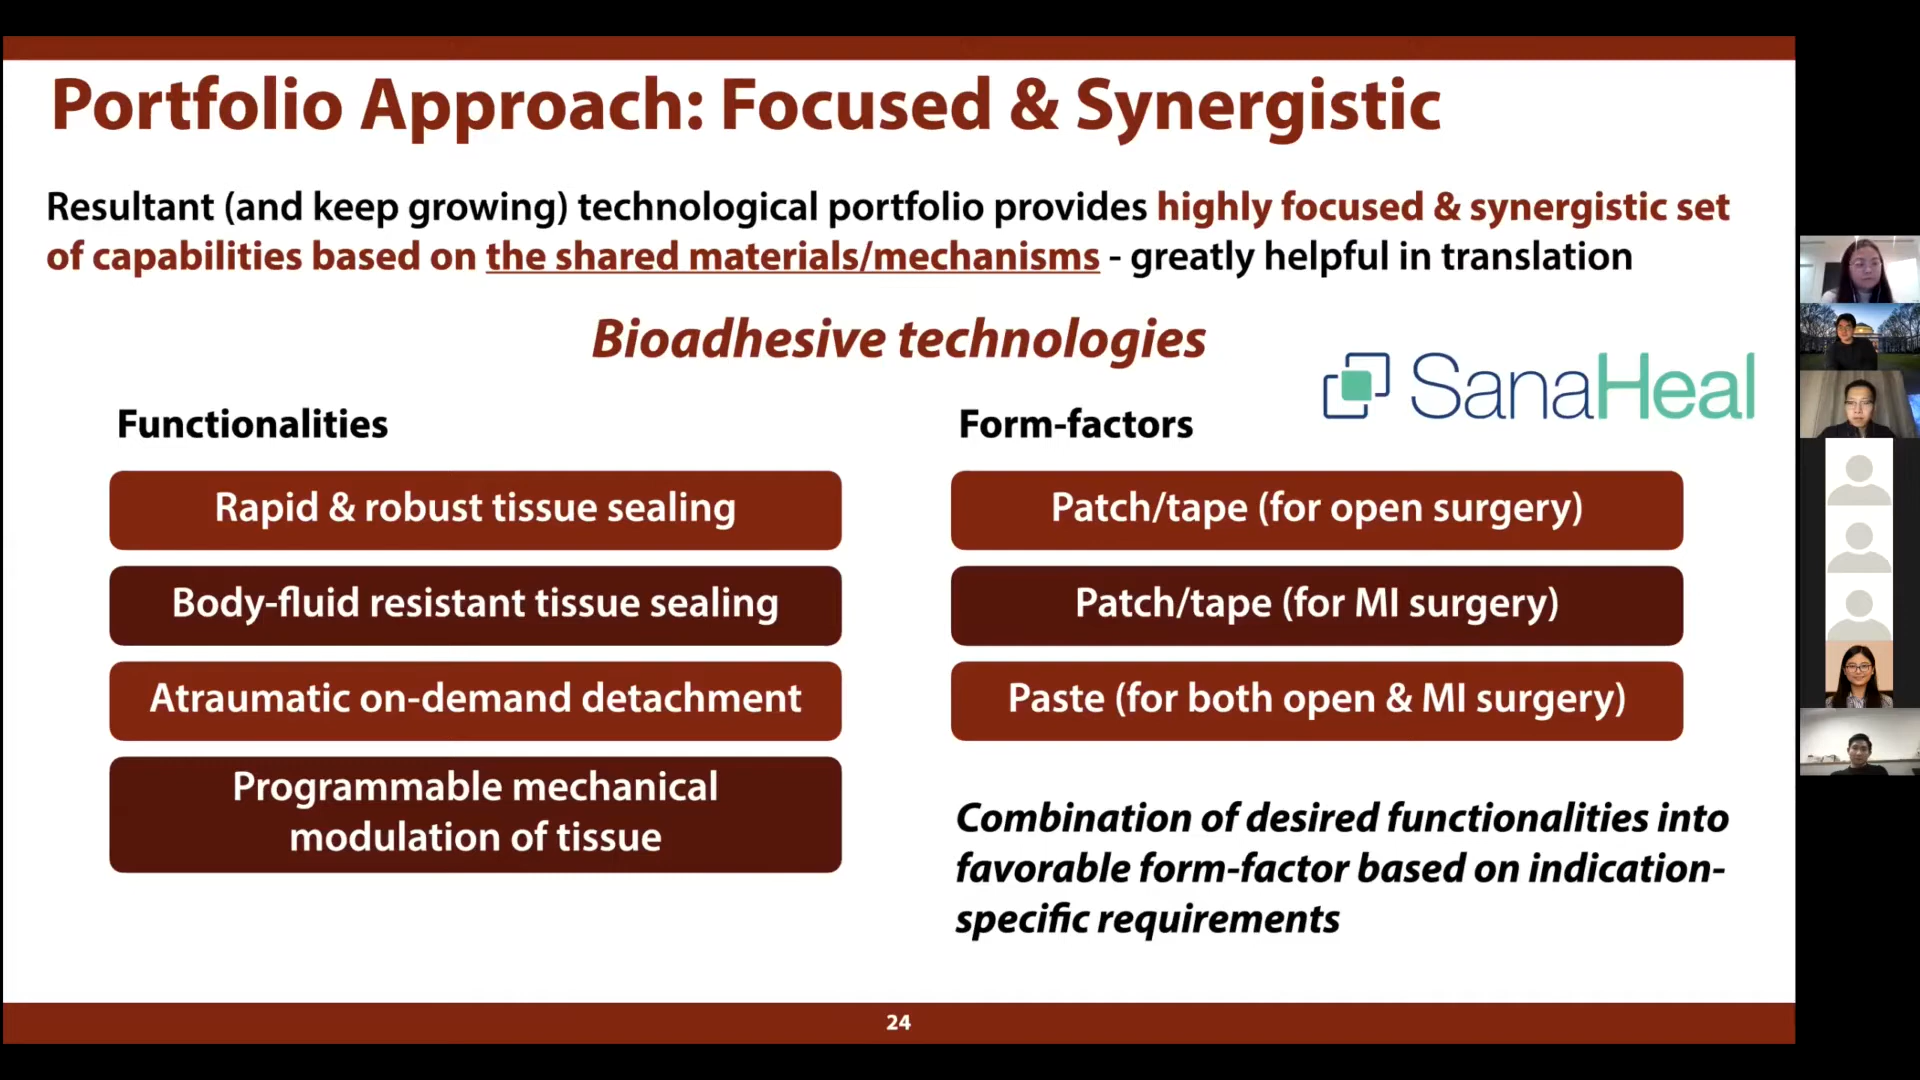 Portfolio Approach: Focused & Synergistic
Resultant (and keep growing) technological portfolio provides highly focused & synergistic set
of capabilities based on the shared materials/mechanisms - greatly helpful in translation
Bioadhesive technologies
SanaHeal
Functionalities
Rapid & robust tissue sealing
Body-fluid resistant tissue sealing
Atraumatic on-demand detachment
Programmable mechanical
modulation of tissue
Form-factors
Patch/tape (for open surgery)
Patch/tape (for MI surgery)
Paste (for both open & MI surgery)
Combination of desired functionalities into
favorable form-factor based on indication-
specific requirements
24